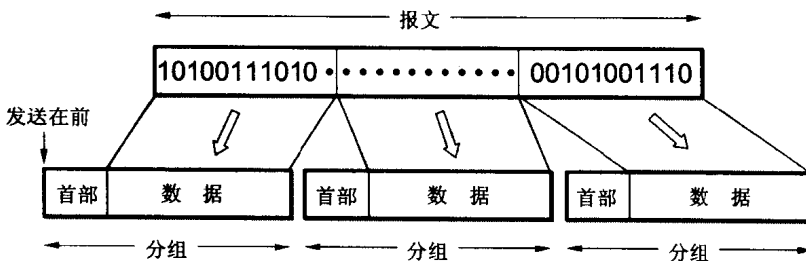 报文
10100111010············00101001110
发送在前
首部 数据 首部 数据 首部 数据
分组 分组 分组